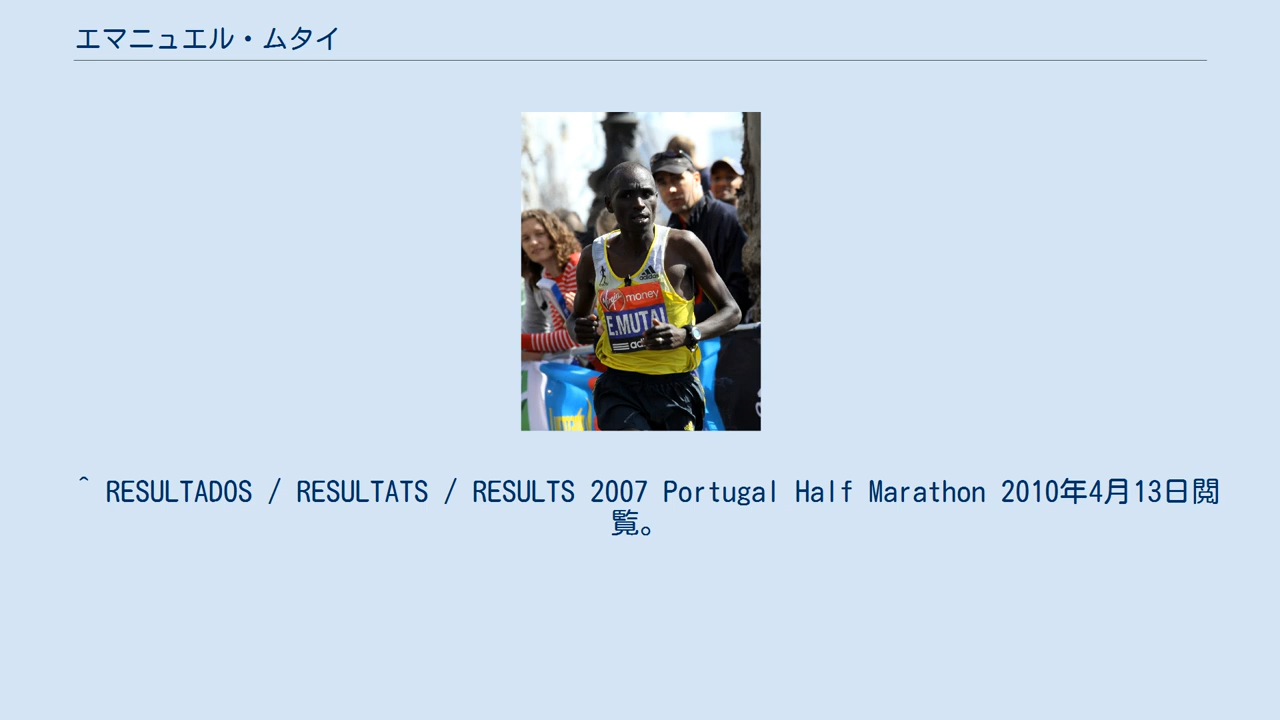 エマニュエル・ムタイ
adidas
Virgin money
E.MUTAI
^ RESULTADOS / RESULTATS / RESULTS 2007 Portugal Half Marathon 2010年4月13日閲
覧。